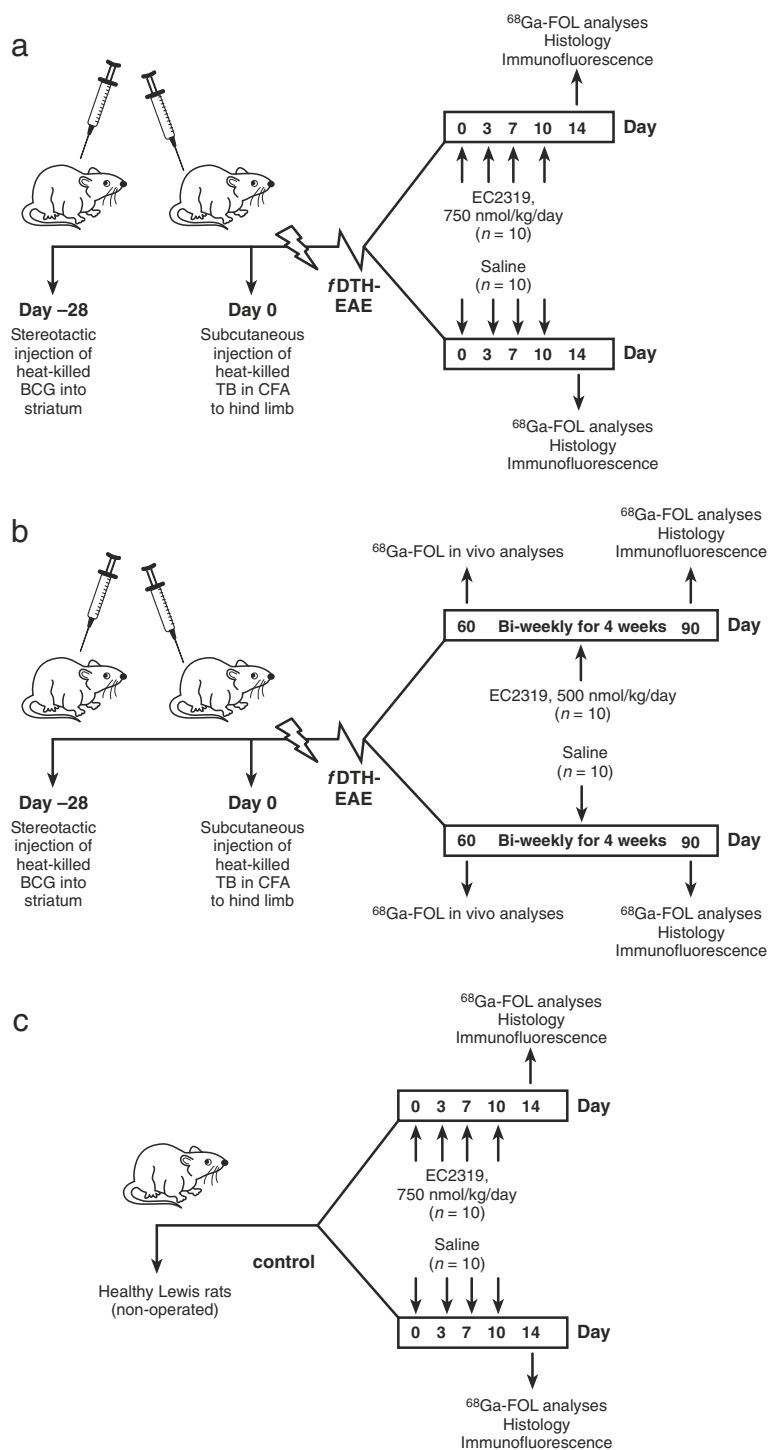 a
⁶⁸Ga-FOL analyses
Histology
Immunofluorescence
0 3 7 10 14 Day
EC2319,
750 nmol/kg/day
(n = 10)
Saline
(n = 10)
0 3 7 10 14 Day
⁶⁸Ga-FOL analyses
Histology
Immunofluorescence
fDTH-
EAE
Day –28
Stereotactic
injection of
heat-killed
BCG into
striatum
Day 0
Subcutaneous
injection of
heat-killed
TB in CFA
to hind limb
b
⁶⁸Ga-FOL in vivo analyses
⁶⁸Ga-FOL analyses
Histology
Immunofluorescence
60 Bi-weekly for 4 weeks 90 Day
EC2319, 500 nmol/kg/day
(n = 10)
Saline
(n = 10)
60 Bi-weekly for 4 weeks 90 Day
⁶⁸Ga-FOL in vivo analyses
⁶⁸Ga-FOL analyses
Histology
Immunofluorescence
fDTH-
EAE
Day –28
Stereotactic
injection of
heat-killed
BCG into
striatum
Day 0
Subcutaneous
injection of
heat-killed
TB in CFA
to hind limb
c
⁶⁸Ga-FOL analyses
Histology
Immunofluorescence
0 3 7 10 14 Day
EC2319,
750 nmol/kg/day
(n = 10)
control
Healthy Lewis rats
(non-operated)
Saline
(n = 10)
0 3 7 10 14 Day
⁶⁸Ga-FOL analyses
Histology
Immunofluorescence